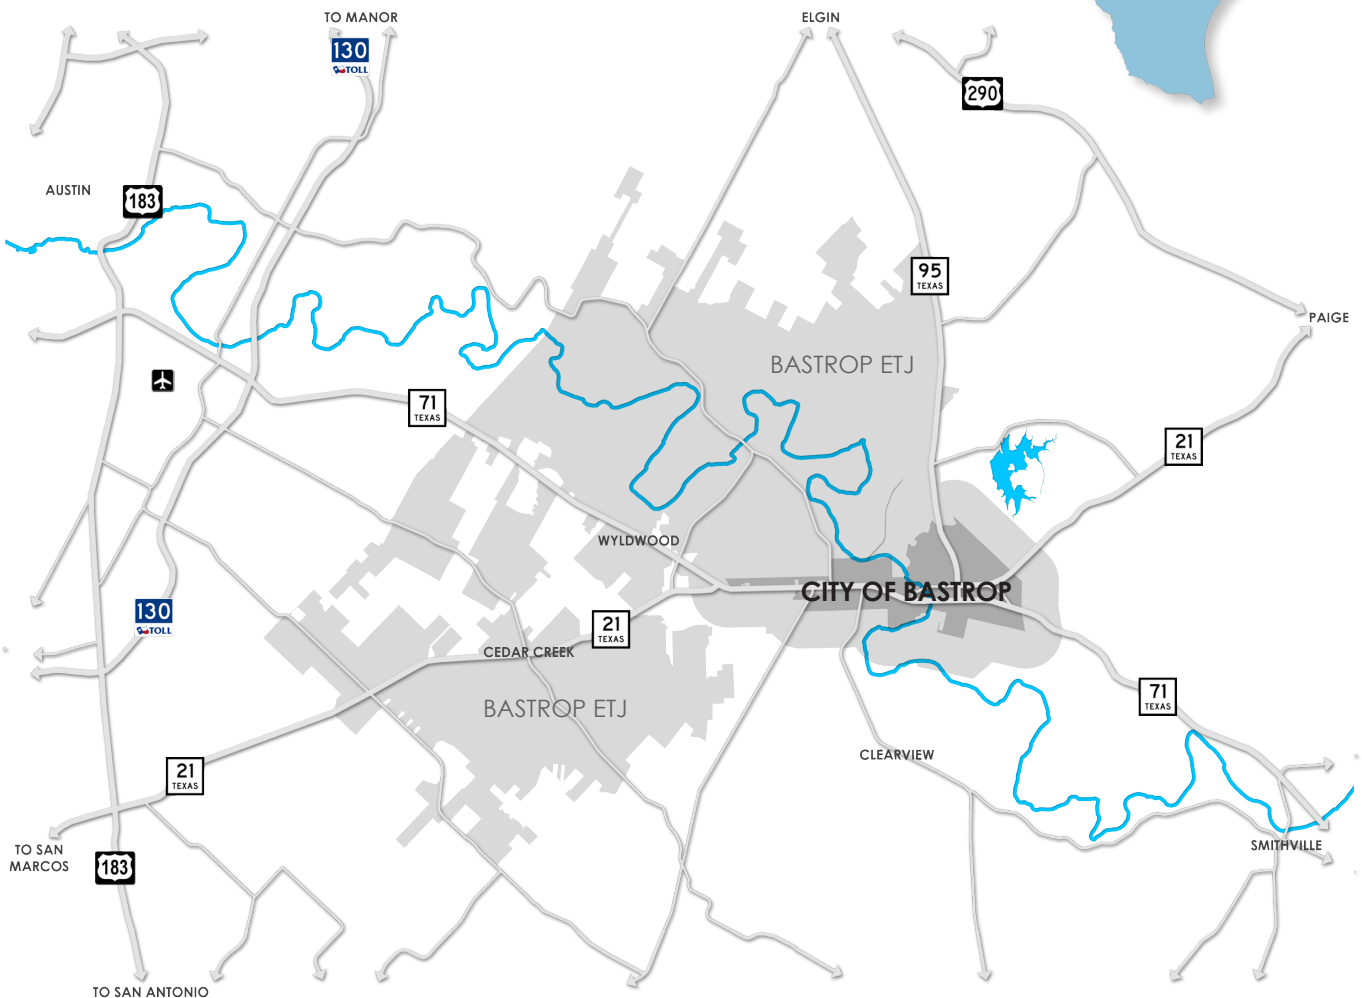 TO MANOR
ELGIN
130
TOLL
290
AUSTIN
183
95
TEXAS
PAIGE
BASTROP ETJ
71
TEXAS
21
TEXAS
WYLDWOOD
CITY OF BASTROP
130
TOLL
21
TEXAS
CEDAR CREEK
71
TEXAS
BASTROP ETJ
CLEARVIEW
21
TEXAS
TO SAN
MARCOS
SMITHVILLE
183
TO SAN ANTONIO